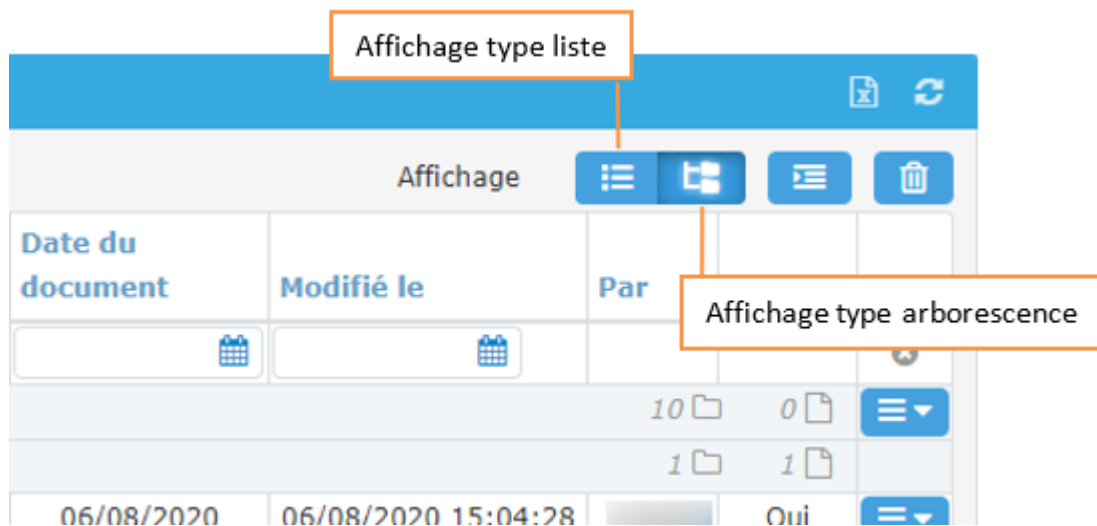 Affichage type liste
Affichage
Date du
document
Modifié le
Par
Affichage type arborescence
10 0
1 1
06/08/2020 06/08/2020 15:04:28 Oui